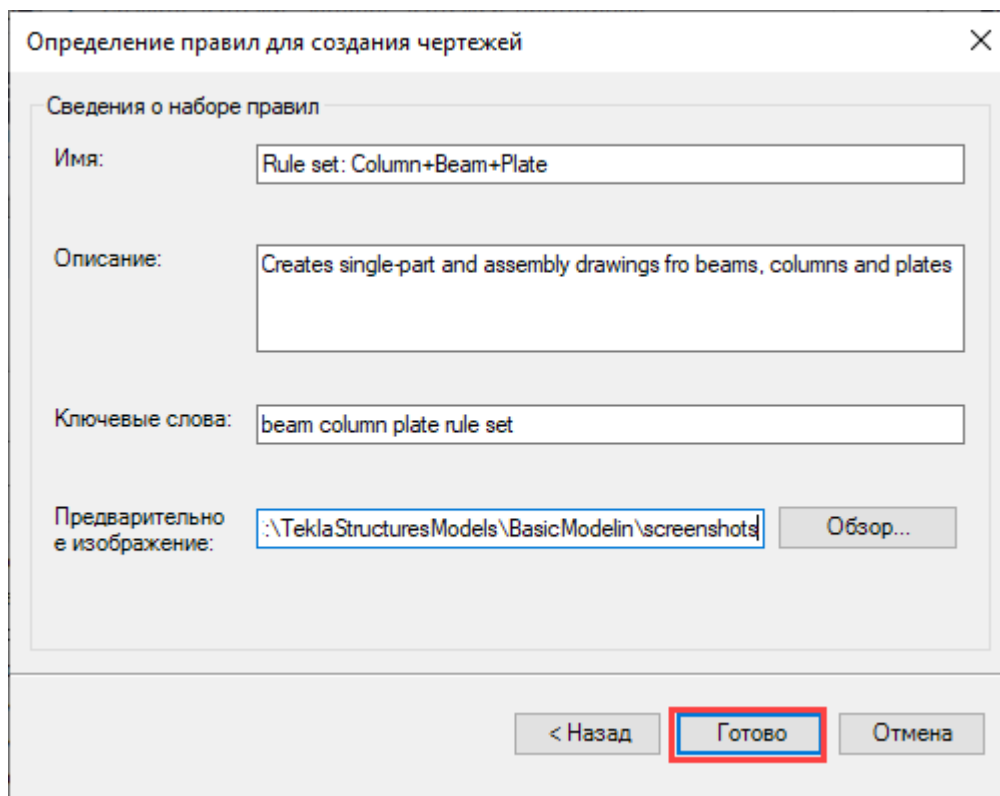 Определение правил для создания чертежей
Сведения о наборе правил
Имя:
Rule set: Column+Beam+Plate
Описание:
Creates single-part and assembly drawings fro beams, columns and plates
Ключевые слова:
beam column plate rule set
Предварительно
е изображение:
:\TeklaStructuresModels\BasicModelin\screenshots
Обзор...
< Назад
Готово
Отмена